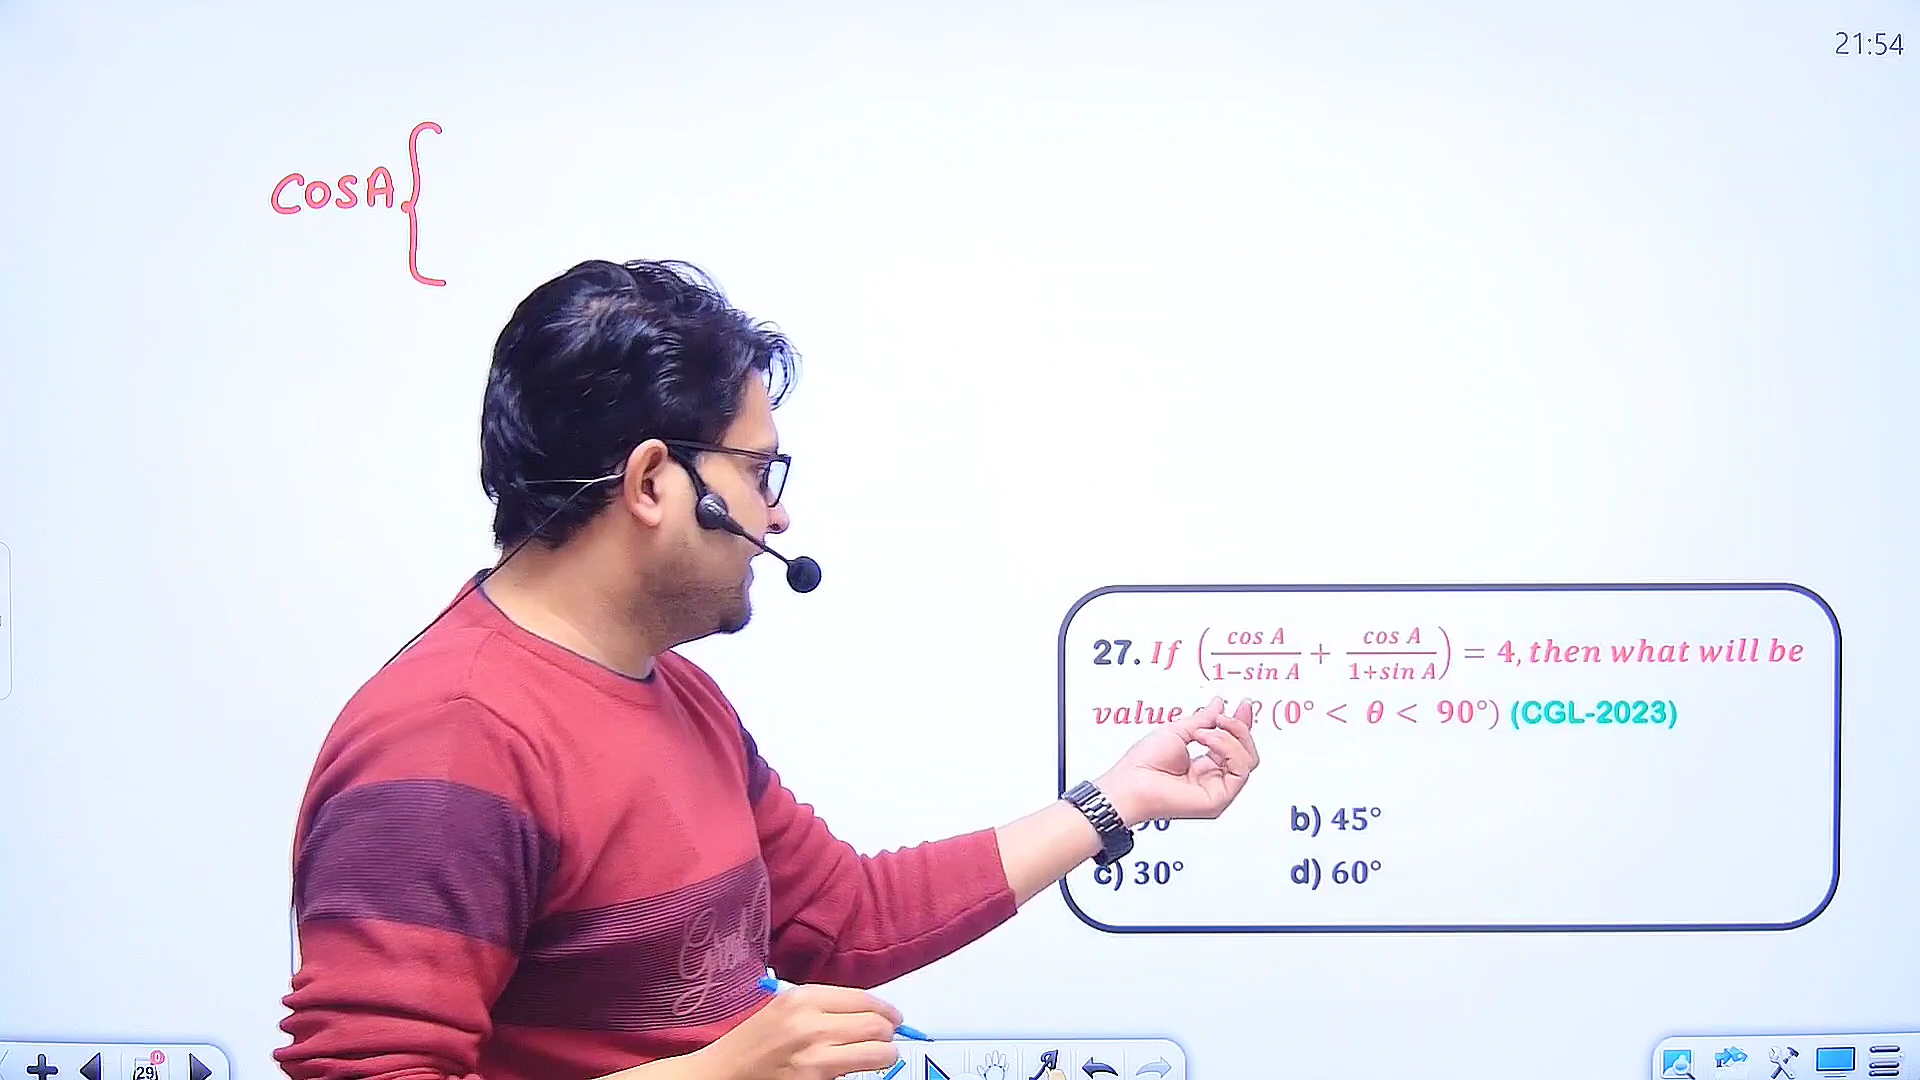 21:54
COSA{
27. If (cos A/1−sin A + cos A/1+sin A) = 4, then what will be
value ? (0° < θ < 90°) (CGL-2023)
b) 45°
c) 30° d) 60°
29